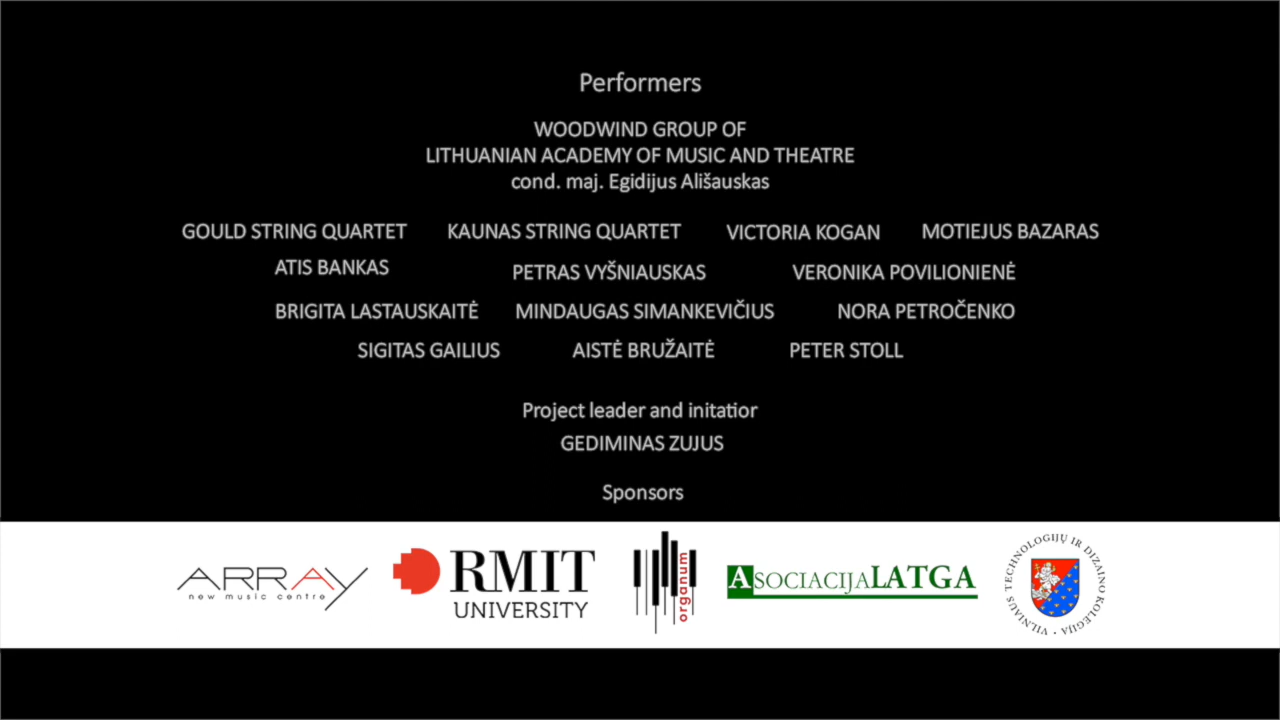 Performers
WOODWIND GROUP OF
LITHUANIAN ACADEMY OF MUSIC AND THEATRE
cond. maj. Egidijus Ališauskas
GOULD STRING QUARTET KAUNAS STRING QUARTET VICTORIA KOGAN MOTIEJUS BAZARAS
ATIS BANKAS PETRAS VYŠNIAUSKAS VERONIKA POVILIONIENĖ
BRIGITA LASTAUSKAITĖ MINDAUGAS SIMANKEVIČIUS NORA PETROČENKO
SIGITAS GAILIUS AISTĖ BRUŽAITĖ PETER STOLL
Project leader and initatior
GEDIMINAS ZUJUS
Sponsors
ARRAY
new music centre
RMIT
UNIVERSITY
organum
ASOCIACIJA LATGA
VILNIAUS TECHNOLOGIJŲ IR DIZAINO KOLEGIJA